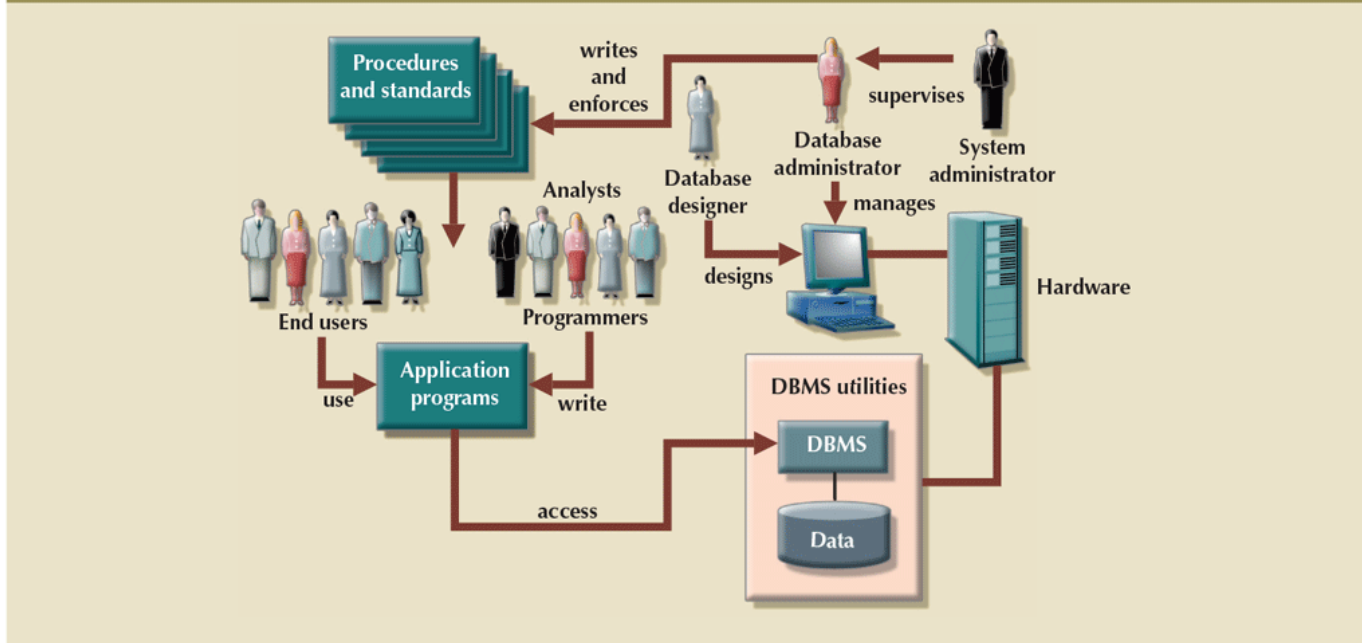 Procedures
and standards
writes
and
enforces
supervises
Database
administrator
System
administrator
Analysts
Database
designer
manages
designs
Hardware
End users
Programmers
Application
programs
use
write
DBMS utilities
DBMS
access
Data